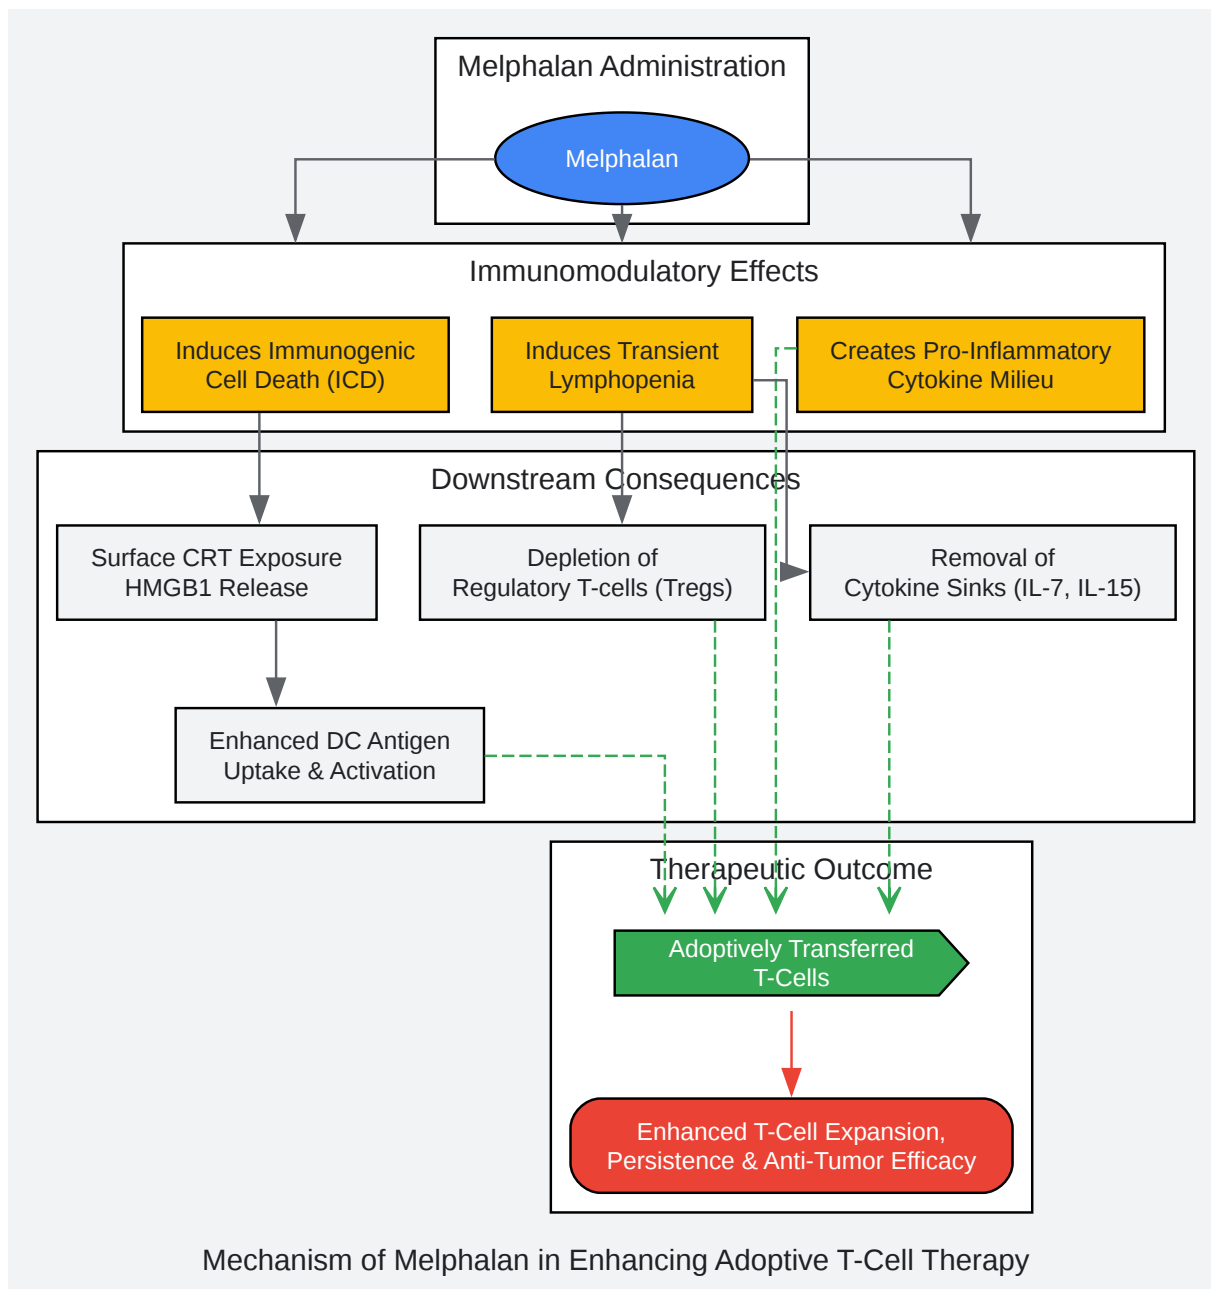 Melphalan Administration
Melphalan
Immunomodulatory Effects
Induces Immunogenic
Cell Death (ICD)
Induces Transient
Lymphopenia
Creates Pro-Inflammatory
Cytokine Milieu
Downstream Consequences
Surface CRT Exposure
HMGB1 Release
Depletion of
Regulatory T-cells (Tregs)
Removal of
Cytokine Sinks (IL-7, IL-15)
Enhanced DC Antigen
Uptake & Activation
Therapeutic Outcome
Adoptively Transferred
T-Cells
Enhanced T-Cell Expansion,
Persistence & Anti-Tumor Efficacy
Mechanism of Melphalan in Enhancing Adoptive T-Cell Therapy